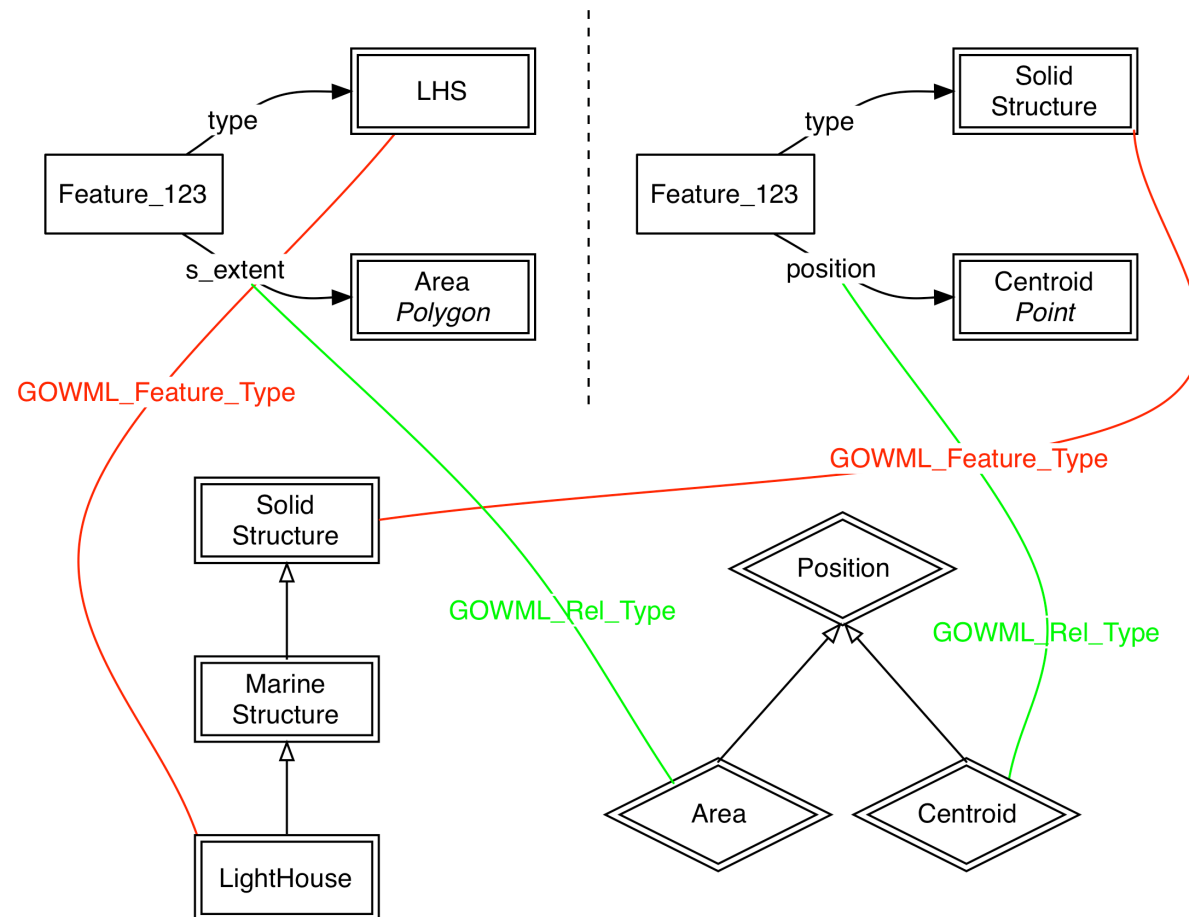 LHS
type
Feature_123
s_extent
Area
Polygon
Solid
Structure
type
Feature_123
position
Centroid
Point
GOWML_Feature_Type
GOWML_Feature_Type
Solid
Structure
Position
GOWML_Rel_Type
GOWML_Rel_Type
Marine
Structure
Area
Centroid
LightHouse